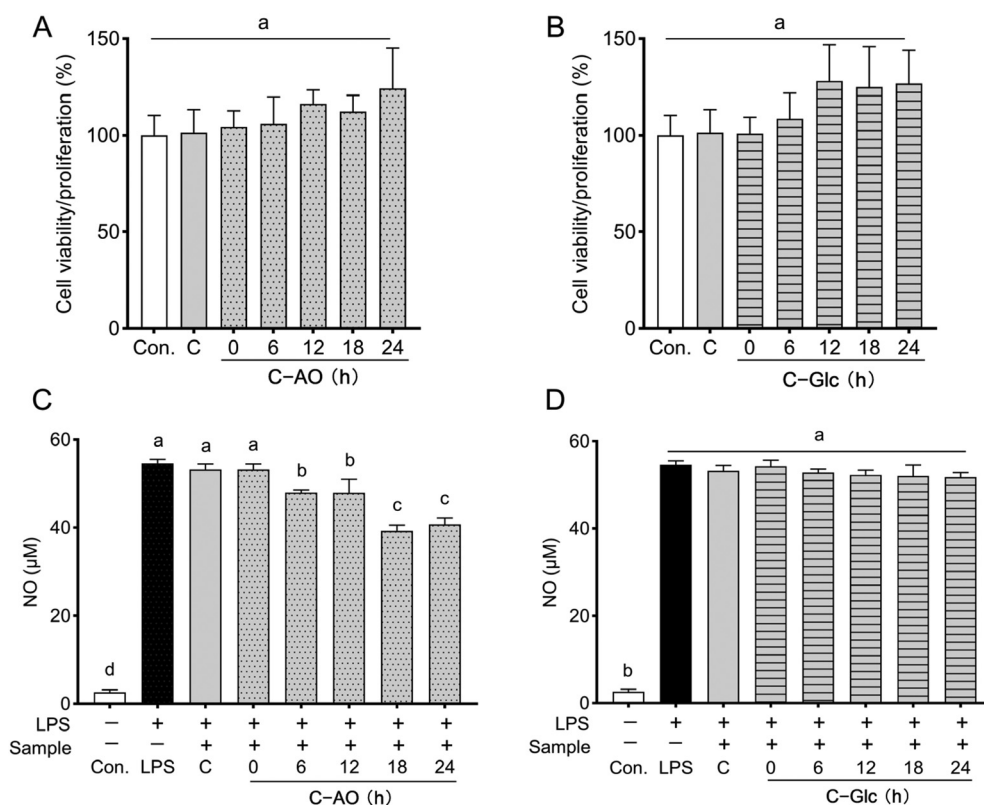 A
a
Cell viability/proliferation (%)
150
100
50
0
Con. C 0 6 12 18 24
C−AO (h)
B
a
Cell viability/proliferation (%)
150
100
50
0
Con. C 0 6 12 18 24
C−Glc (h)
C
NO (μM)
60
40
20
0
d a a a b b c c
LPS − + + + + + + +
Sample − − + + + + + +
Con. LPS C 0 6 12 18 24
C−AO (h)
D
NO (μM)
60
40
20
0
a
b
LPS − + + + + + + +
Sample − − + + + + + +
Con. LPS C 0 6 12 18 24
C−Glc (h)